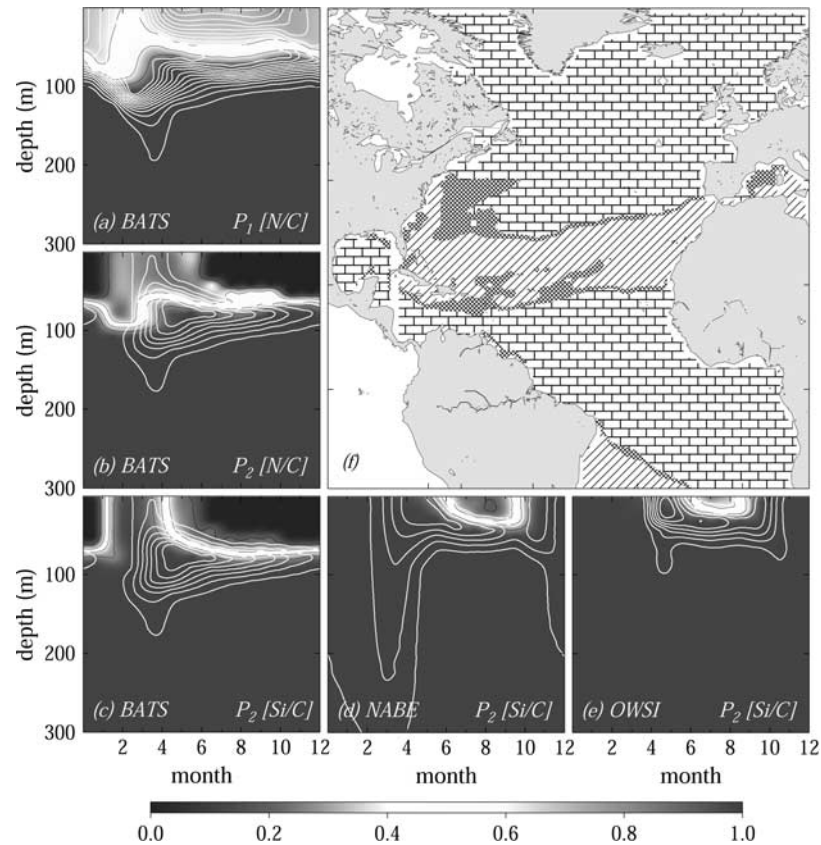 depth (m)
100
200
300
(a) BATS P₁ [N/C]
depth (m)
100
200
300
(b) BATS P₂ [N/C]
(f)
depth (m)
100
200
300
(c) BATS P₂ [Si/C]
(d) NABE P₂ [Si/C]
(e) OWSI P₂ [Si/C]
2 4 6 8 10 12 2 4 6 8 10 12 2 4 6 8 10 12
month month month
0.0 0.2 0.4 0.6 0.8 1.0